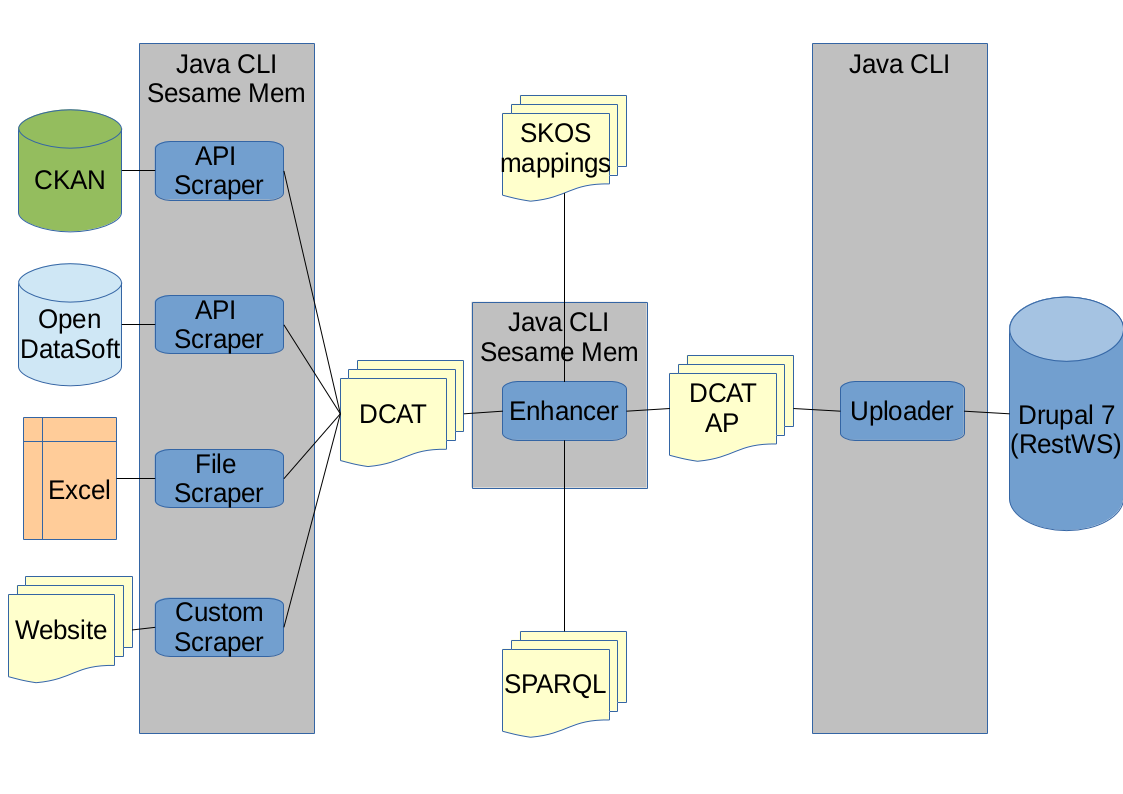 Java CLI
Sesame Mem
CKAN
API
Scraper
Open
DataSoft
API
Scraper
Excel
File
Scraper
Website
Custom
Scraper
DCAT
SKOS
mappings
Java CLI
Sesame Mem
Enhancer
SPARQL
DCAT
AP
Java CLI
Uploader
Drupal 7
(RestWS)